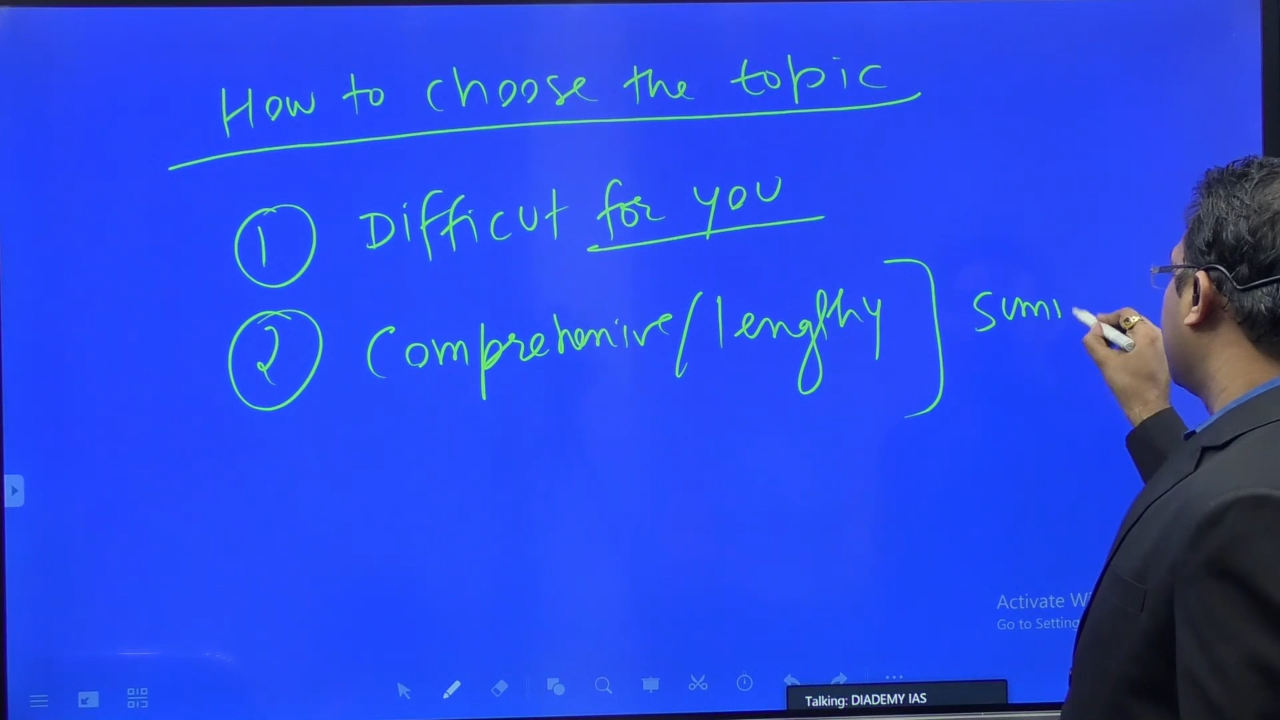 How to choose the topic
1 Difficut for you
2 Comprehenive/lengthy] sum
Activate W
Go to Setting
Talking: DIADEMY IAS